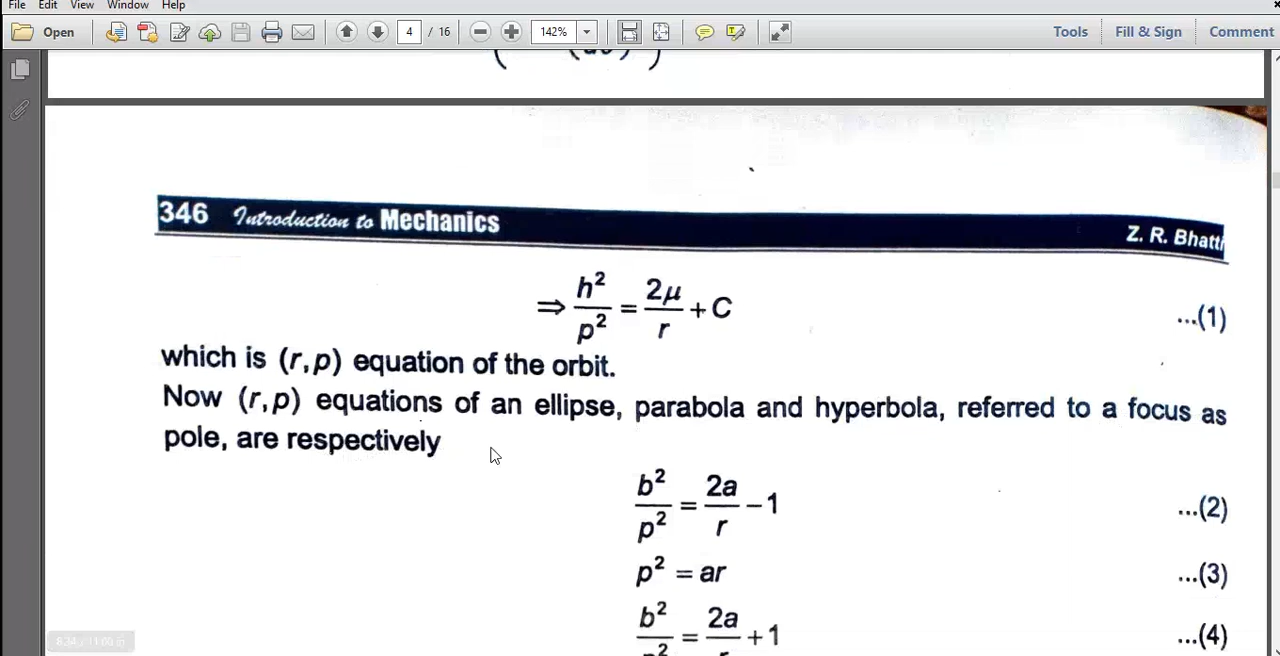 File Edit View Window Help
Open 4 / 16 142% Tools Fill & Sign Comment
346 Introduction to Mechanics Z. R. Bhatti
⇒ h²/p² = 2μ/r + C ...(1)
which is (r,p) equation of the orbit.
Now (r,p) equations of an ellipse, parabola and hyperbola, referred to a focus as
pole, are respectively
b²/p² = 2a/r − 1 ...(2)
p² = ar ...(3)
b²/p² = 2a/r + 1 ...(4)